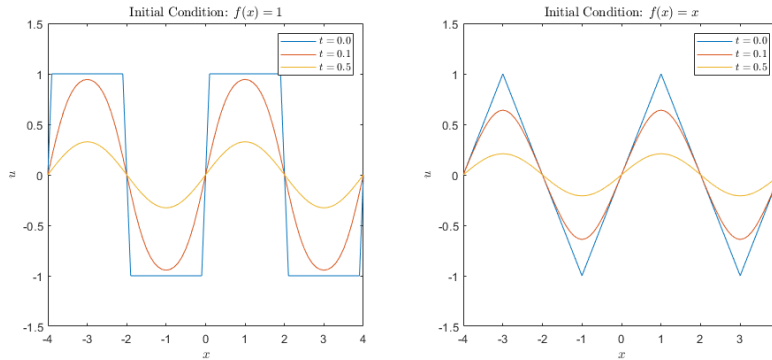 Initial Condition: f(x) = 1
1.5
1
0.5
0
-0.5
-1
-1.5
u
-4 -3 -2 -1 0 1 2 3 4
x
t = 0.0
t = 0.1
t = 0.5
Initial Condition: f(x) = x
1.5
1
0.5
0
-0.5
-1
-1.5
u
-4 -3 -2 -1 0 1 2 3
x
t = 0.0
t = 0.1
t = 0.5